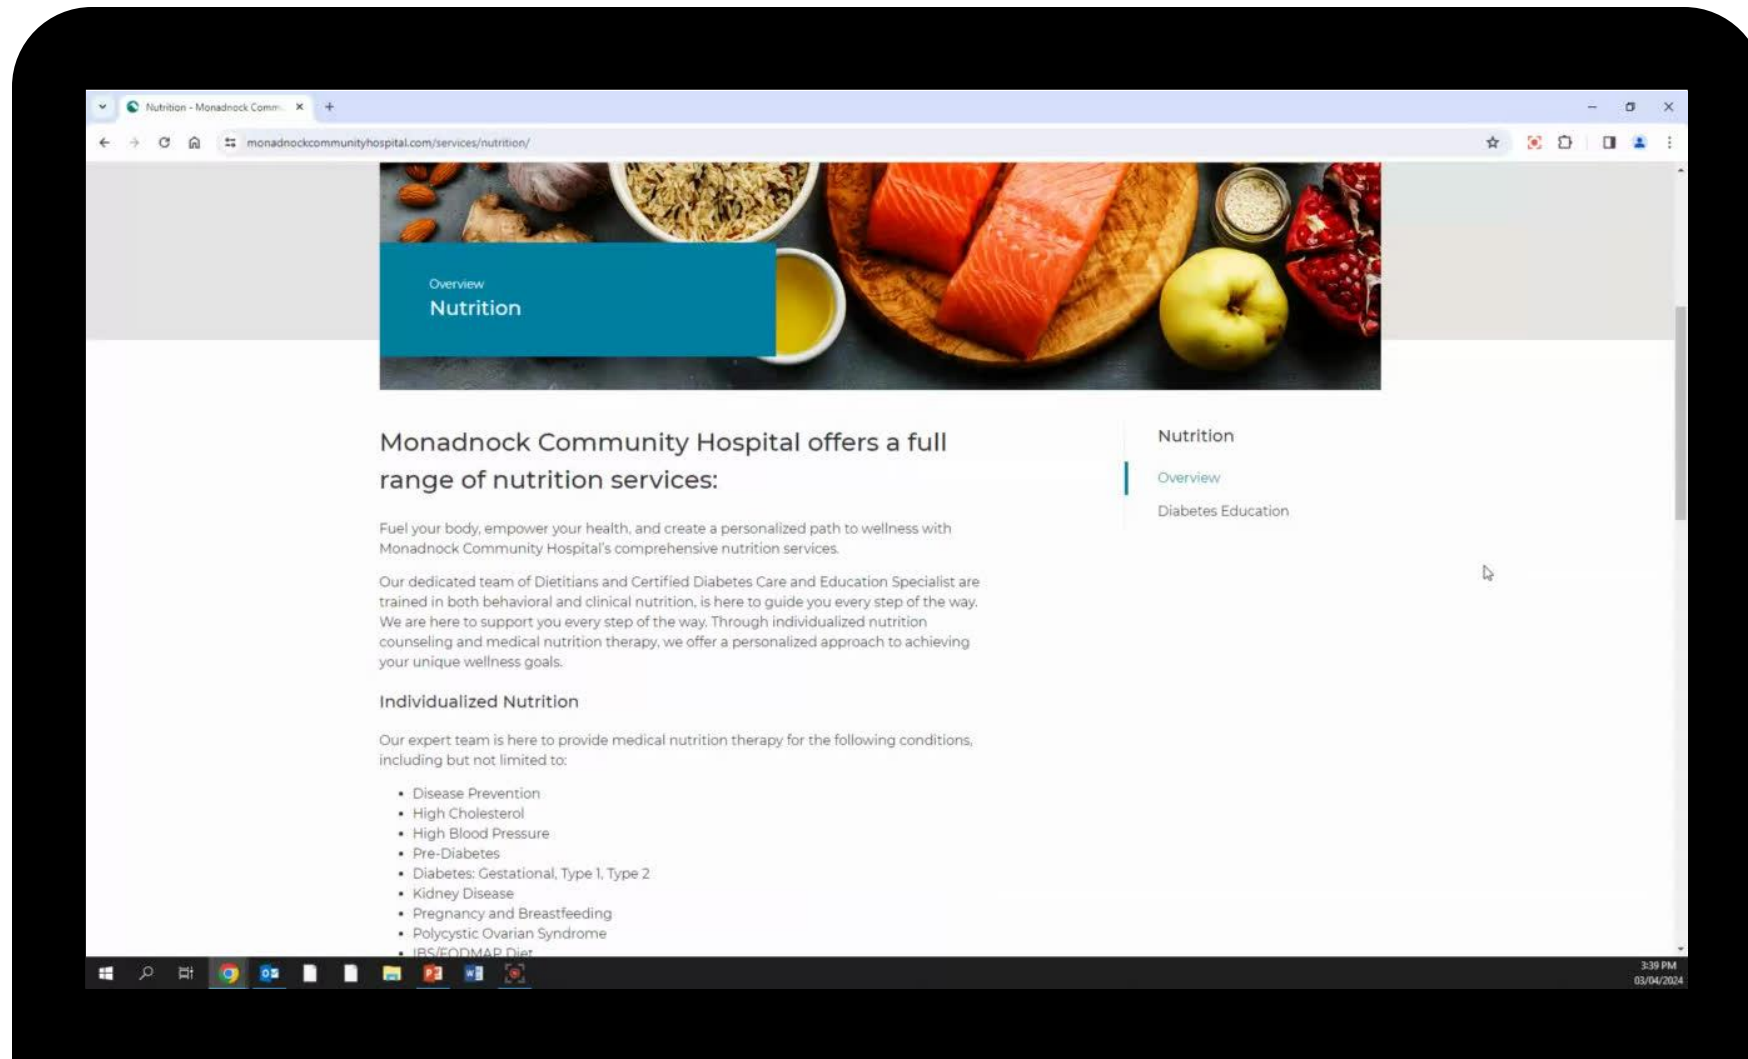 Nutrition - Monadnock Comm
monadnockcommunityhospital.com/services/nutrition/
Overview
Nutrition
Monadnock Community Hospital offers a full
range of nutrition services:
Fuel your body, empower your health, and create a personalized path to wellness with
Monadnock Community Hospital's comprehensive nutrition services.
Our dedicated team of Dietitians and Certified Diabetes Care and Education Specialist are
trained in both behavioral and clinical nutrition, is here to guide you every step of the way.
We are here to support you every step of the way. Through individualized nutrition
counseling and medical nutrition therapy, we offer a personalized approach to achieving
your unique wellness goals.
Individualized Nutrition
Our expert team is here to provide medical nutrition therapy for the following conditions,
including but not limited to:
• Disease Prevention
• High Cholesterol
• High Blood Pressure
• Pre-Diabetes
• Diabetes: Gestational, Type 1, Type 2
• Kidney Disease
• Pregnancy and Breastfeeding
• Polycystic Ovarian Syndrome
• IBS/FODMAP Diet
Nutrition
Overview
Diabetes Education
3:39 PM
03/04/2024